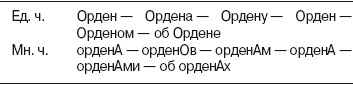 Ед. ч. Орден — Ордена — Ордену — Орден —
Орденом — об Ордене
Мн. ч. орденА — орденОв — орденАм — орденА —
орденАми — об орденАх